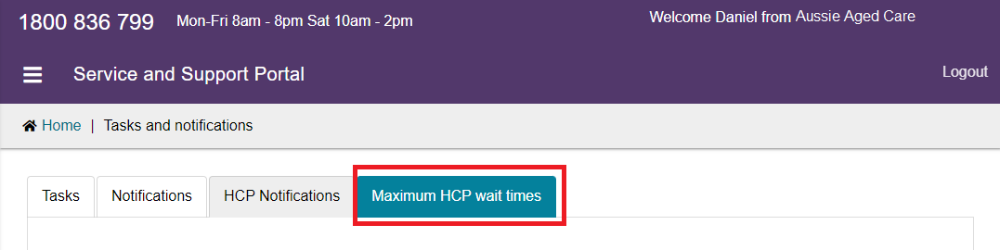 1800 836 799 Mon-Fri 8am - 8pm Sat 10am - 2pm Welcome Daniel from Aussie Aged Care
Service and Support Portal Logout
Home | Tasks and notifications
Tasks Notifications HCP Notifications Maximum HCP wait times